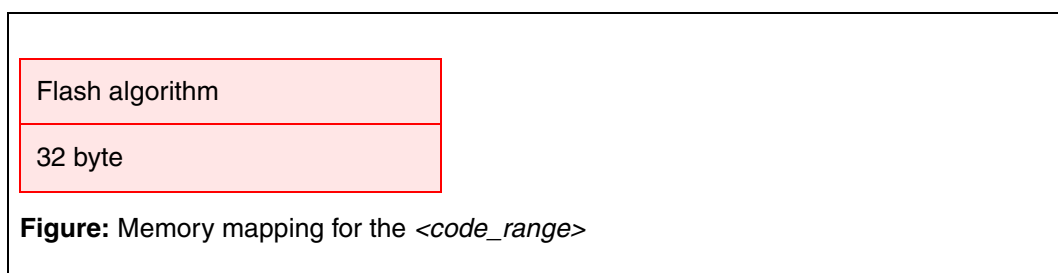 Flash algorithm
32 byte
Figure: Memory mapping for the <code_range>